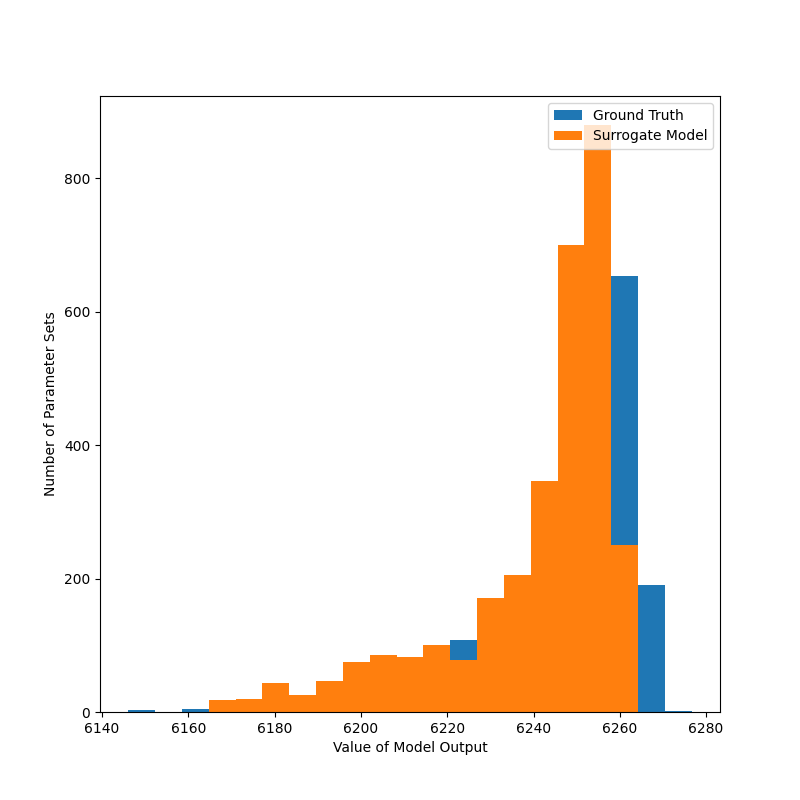 Ground Truth
Surrogate Model
800
600
400
200
0
Number of Parameter Sets
6140 6160 6180 6200 6220 6240 6260 6280
Value of Model Output